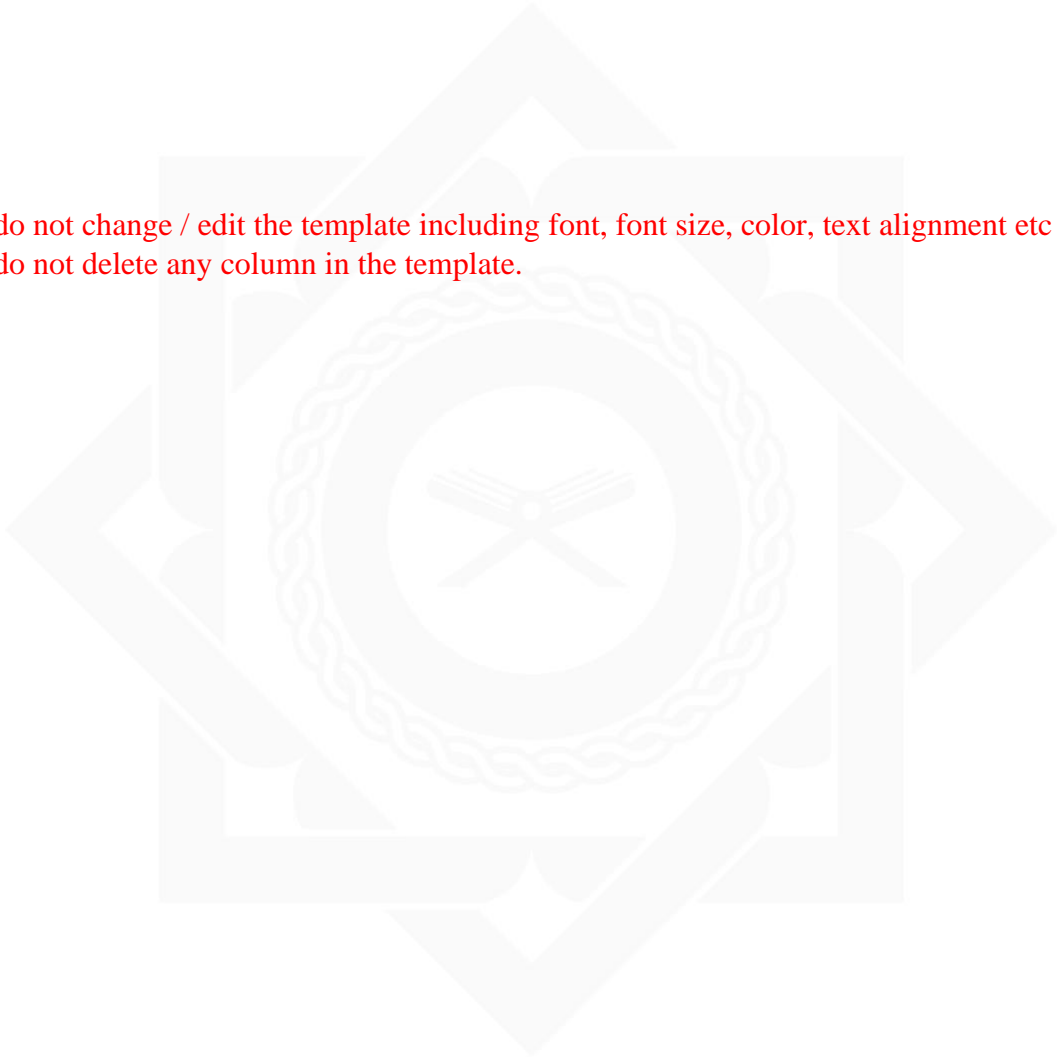 do not change / edit the template including font, font size, color, text alignment etc
do not delete any column in the template.